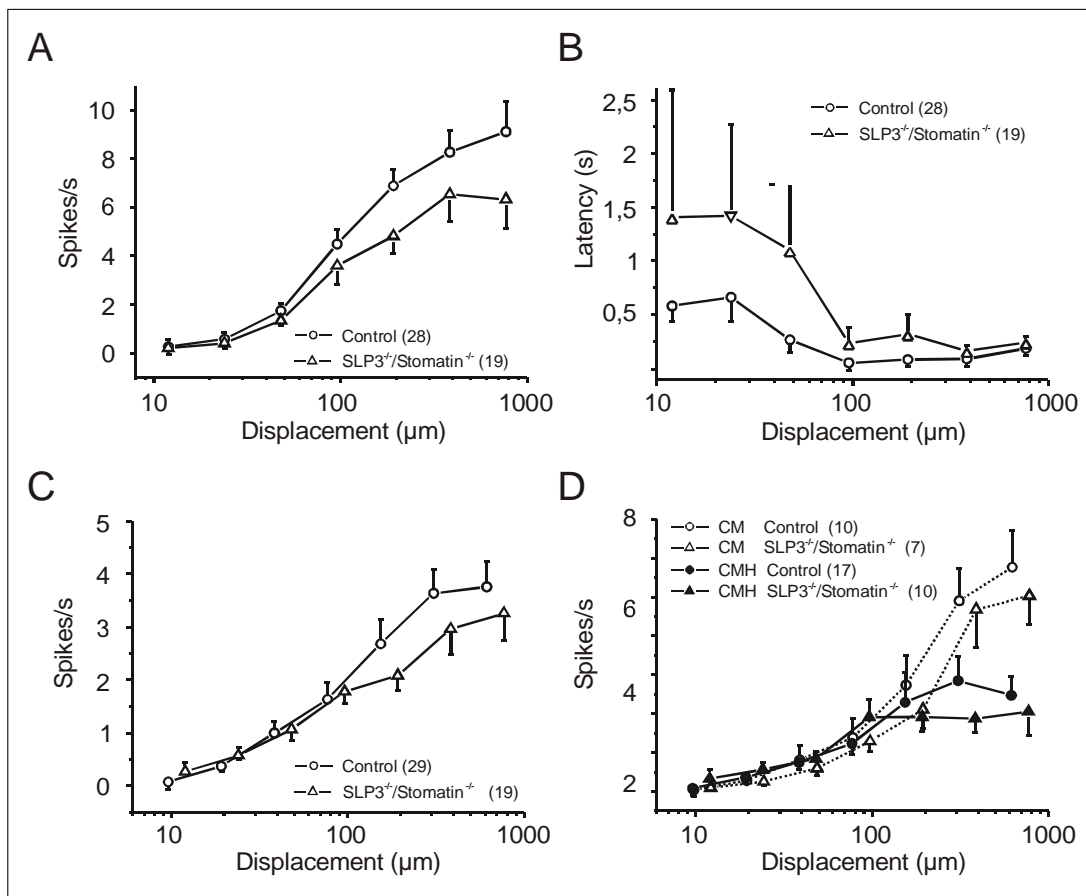 A
10
8
6
4
2
0
Spikes/s
Control (28)
SLP3-/-/Stomatin-/- (19)
10 100 1000
Displacement (µm)
B
2,5
2
1,5
1
0,5
Latency (s)
Control (28)
SLP3-/-/Stomatin-/- (19)
10 100 1000
Displacement (µm)
C
5
4
3
2
1
0
Spikes/s
Control (29)
SLP3-/-/Stomatin-/- (19)
10 100 1000
Displacement (µm)
D
8
6
4
2
Spikes/s
CM Control (10)
CM SLP3-/-/Stomatin-/- (7)
CMH Control (17)
CMH SLP3-/-/Stomatin-/- (10)
10 100 1000
Displacement (µm)